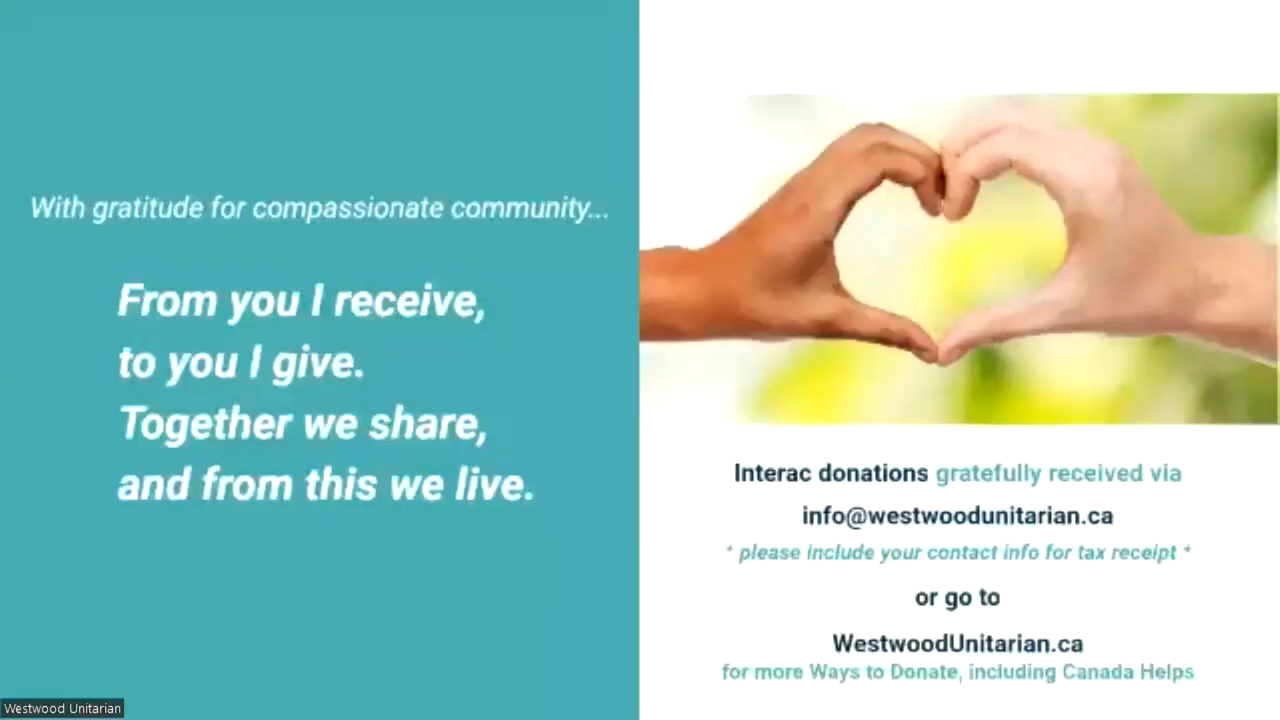 With gratitude for compassionate community...
From you I receive,
to you I give.
Together we share,
and from this we live.
Interac donations gratefully received via
info@westwoodunitarian.ca
* please include your contact info for tax receipt *
or go to
WestwoodUnitarian.ca
for more Ways to Donate, including Canada Helps
Westwood Unitarian